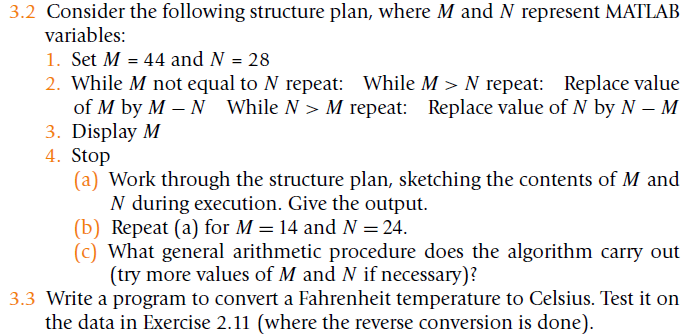 3.2 Consider the following structure plan, where M and N represent MATLAB
variables:
1. Set M = 44 and N = 28
2. While M not equal to N repeat: While M > N repeat: Replace value
of M by M − N While N > M repeat: Replace value of N by N − M
3. Display M
4. Stop
(a) Work through the structure plan, sketching the contents of M and
N during execution. Give the output.
(b) Repeat (a) for M = 14 and N = 24.
(c) What general arithmetic procedure does the algorithm carry out
(try more values of M and N if necessary)?
3.3 Write a program to convert a Fahrenheit temperature to Celsius. Test it on
the data in Exercise 2.11 (where the reverse conversion is done).